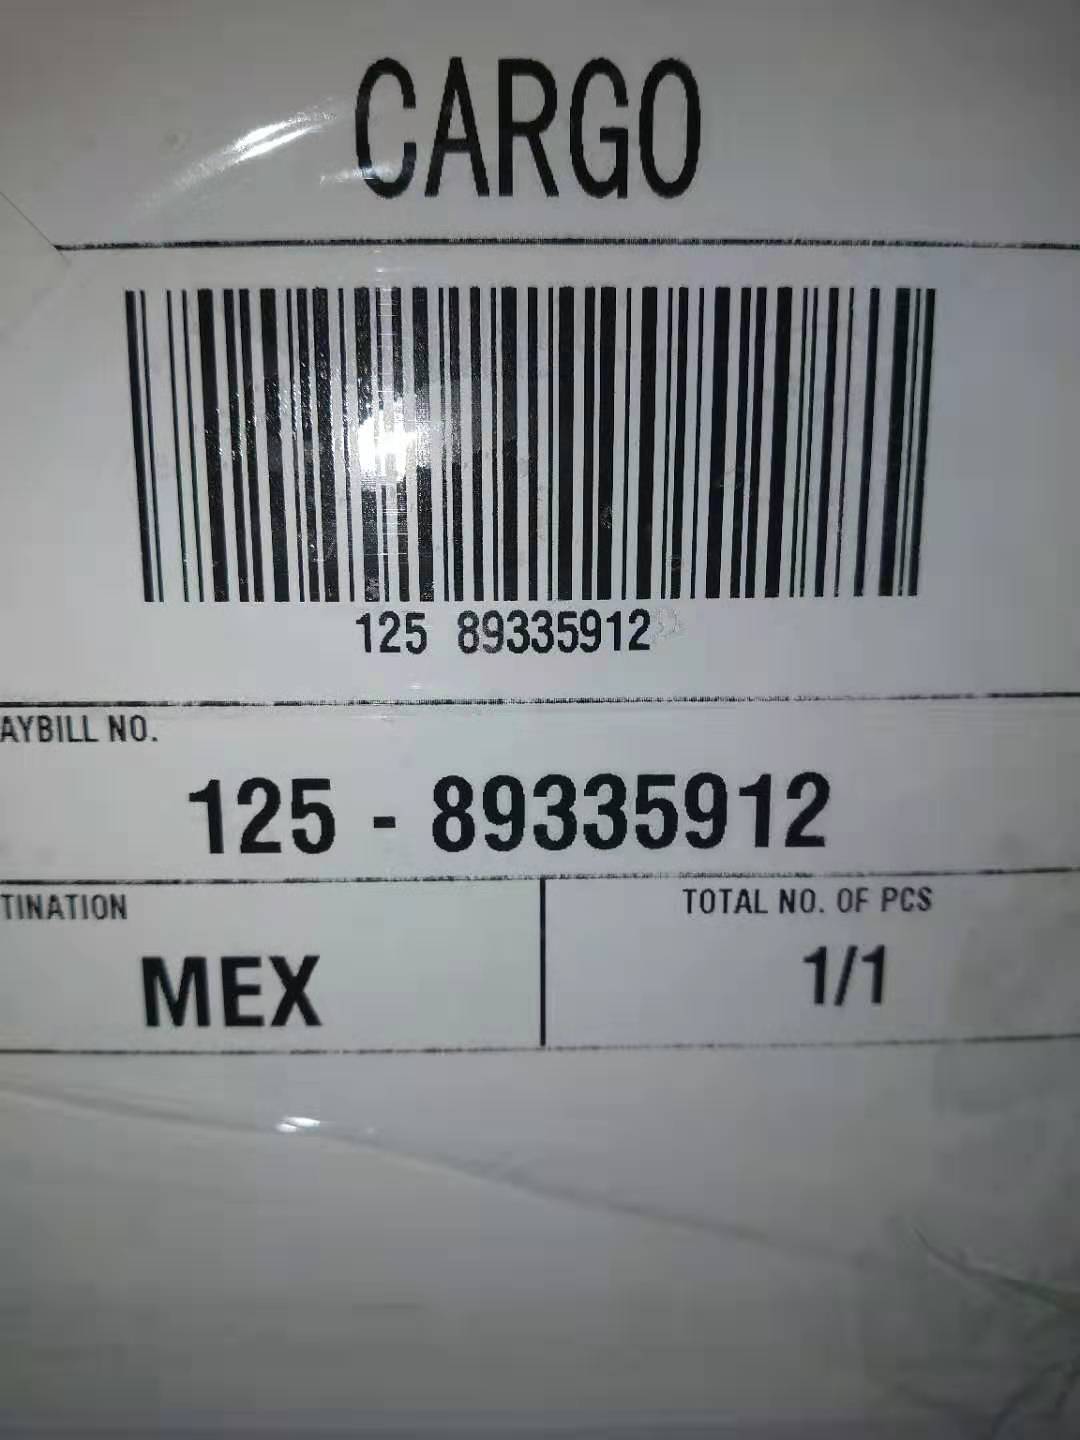 CARGO
125 89335912
AYBILL NO.
125 - 89335912
TINATION
TOTAL NO. OF PCS
MEX
1/1